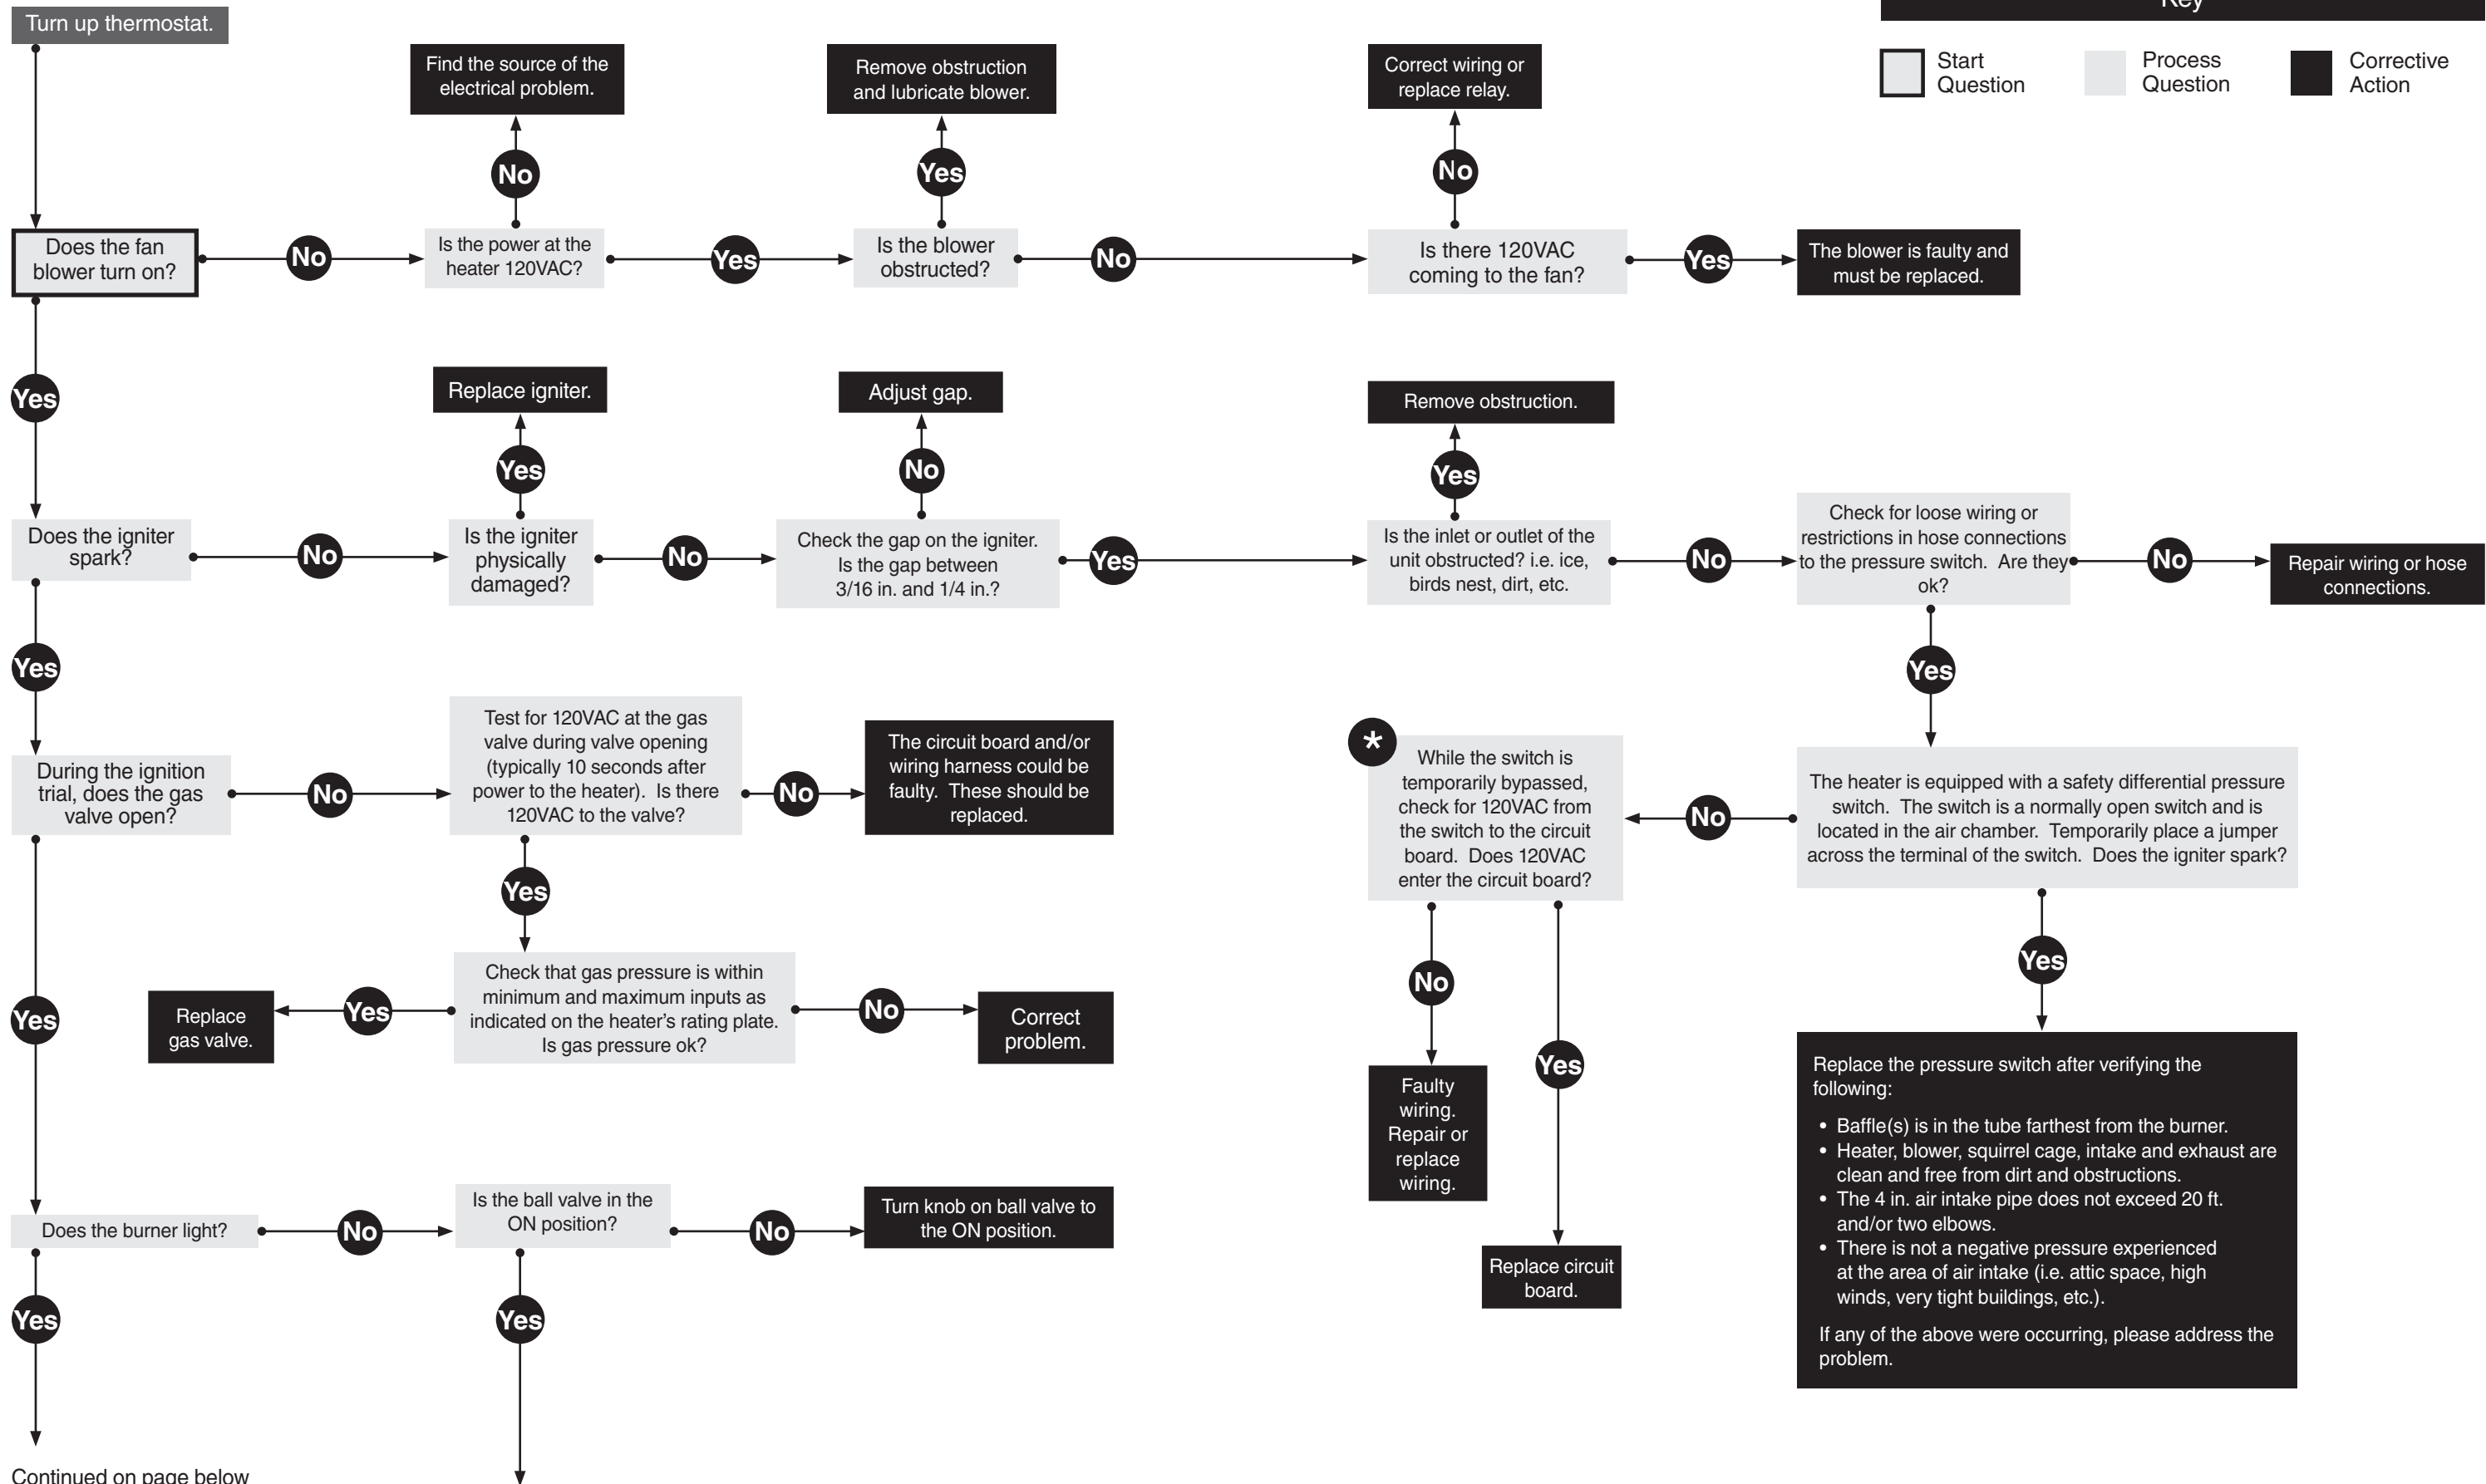 Turn up thermostat.
Key
Start
Question
Process
Question
Corrective
Action
Find the source of the
electrical problem.
Remove obstruction
and lubricate blower.
Correct wiring or
replace relay.
No
Yes
No
Does the fan
blower turn on?
No
Is the power at the
heater 120VAC?
Yes
Is the blower
obstructed?
No
Is there 120VAC
coming to the fan?
Yes
The blower is faulty and
must be replaced.
Yes
Replace igniter.
Adjust gap.
Remove obstruction.
Yes
No
Yes
Does the igniter
spark?
No
Is the igniter
physically
damaged?
No
Check the gap on the igniter.
Is the gap between
3/16 in. and 1/4 in.?
Yes
Is the inlet or outlet of the
unit obstructed? i.e. ice,
birds nest, dirt, etc.
No
Check for loose wiring or
restrictions in hose connections
to the pressure switch. Are they
ok?
No
Repair wiring or hose
connections.
Yes
Yes
During the ignition
trial, does the gas
valve open?
No
Test for 120VAC at the gas
valve during valve opening
(typically 10 seconds after
power to the heater). Is there
120VAC to the valve?
No
The circuit board and/or
wiring harness could be
faulty. These should be
replaced.
*
While the switch is
temporarily bypassed,
check for 120VAC from
the switch to the circuit
board. Does 120VAC
enter the circuit board?
No
The heater is equipped with a safety differential pressure
switch. The switch is a normally open switch and is
located in the air chamber. Temporarily place a jumper
across the terminal of the switch. Does the igniter spark?
Yes
Yes
Replace
gas valve.
Yes
Check that gas pressure is within
minimum and maximum inputs as
indicated on the heater's rating plate.
Is gas pressure ok?
No
Correct
problem.
No
Yes
Yes
Faulty
wiring.
Repair or
replace
wiring.
Replace circuit
board.
Replace the pressure switch after verifying the
following:
• Baffle(s) is in the tube farthest from the burner.
• Heater, blower, squirrel cage, intake and exhaust are
clean and free from dirt and obstructions.
• The 4 in. air intake pipe does not exceed 20 ft.
and/or two elbows.
• There is not a negative pressure experienced
at the area of air intake (i.e. attic space, high
winds, very tight buildings, etc.).
If any of the above were occurring, please address the
problem.
Does the burner light?
No
Is the ball valve in the
ON position?
No
Turn knob on ball valve to
the ON position.
Yes
Yes
Continued on page below